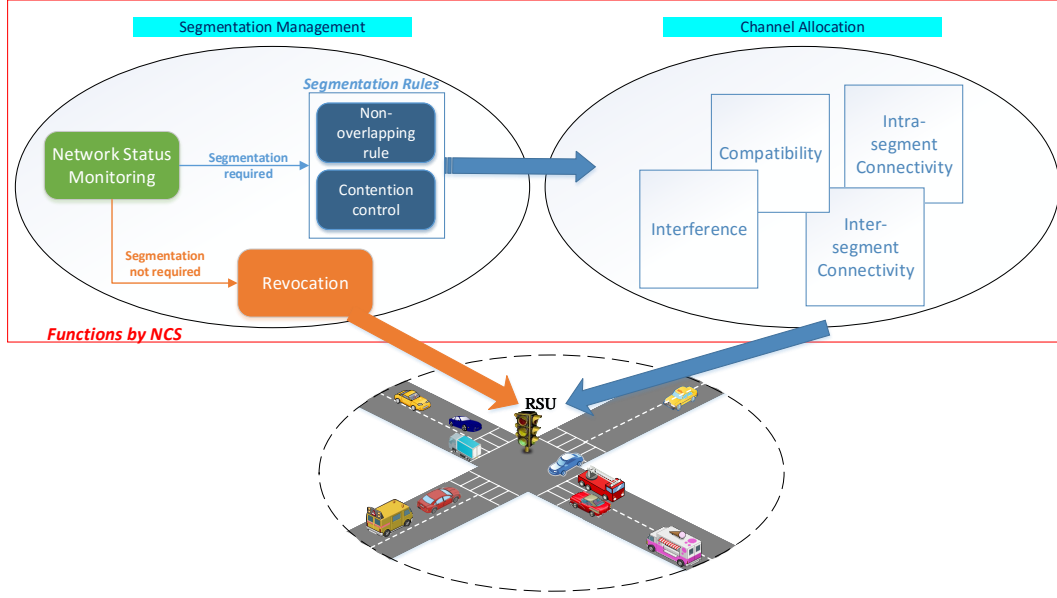 Segmentation Management
Channel Allocation
Segmentation Rules
Non-
overlapping
rule
Network Status
Monitoring
Segmentation
required
Contention
control
Segmentation
not required
Revocation
Functions by NCS
Intra-
segment
Connectivity
Compatibility
Interference
Inter-
segment
Connectivity
RSU